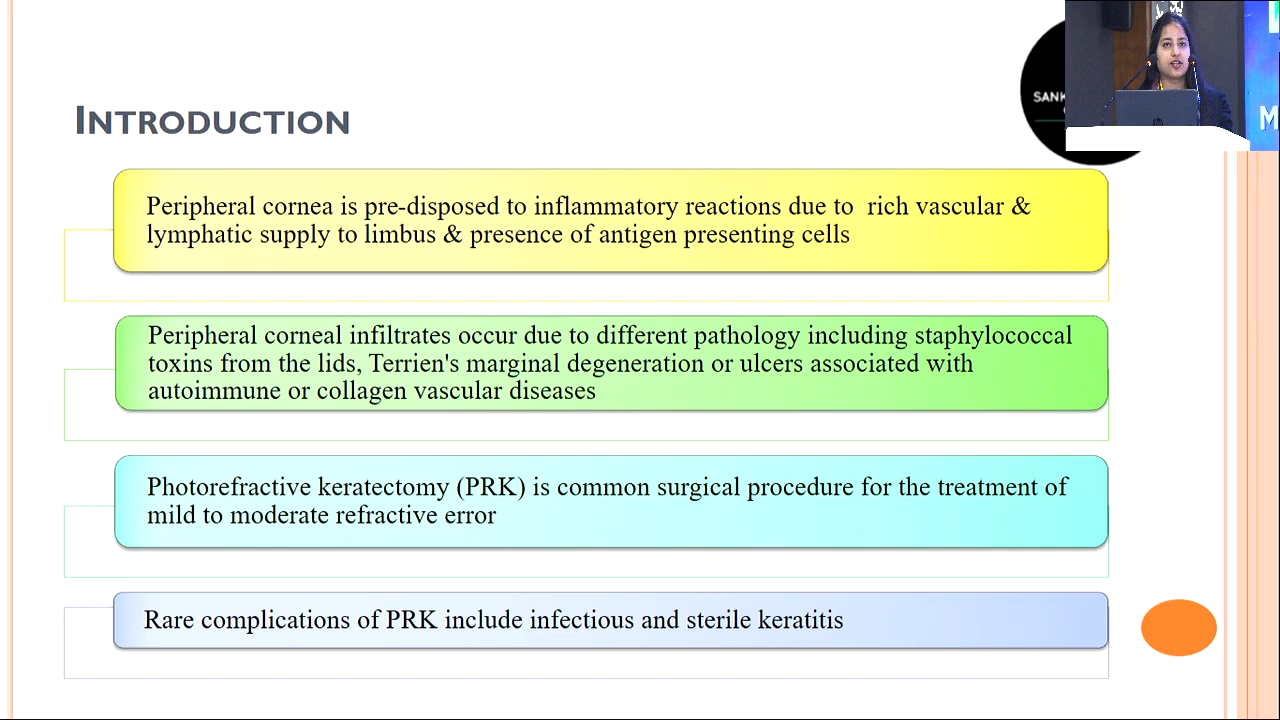 INTRODUCTION
SANK
M
Peripheral cornea is pre-disposed to inflammatory reactions due to rich vascular &
lymphatic supply to limbus & presence of antigen presenting cells
Peripheral corneal infiltrates occur due to different pathology including staphylococcal
toxins from the lids, Terrien's marginal degeneration or ulcers associated with
autoimmune or collagen vascular diseases
Photorefractive keratectomy (PRK) is common surgical procedure for the treatment of
mild to moderate refractive error
Rare complications of PRK include infectious and sterile keratitis